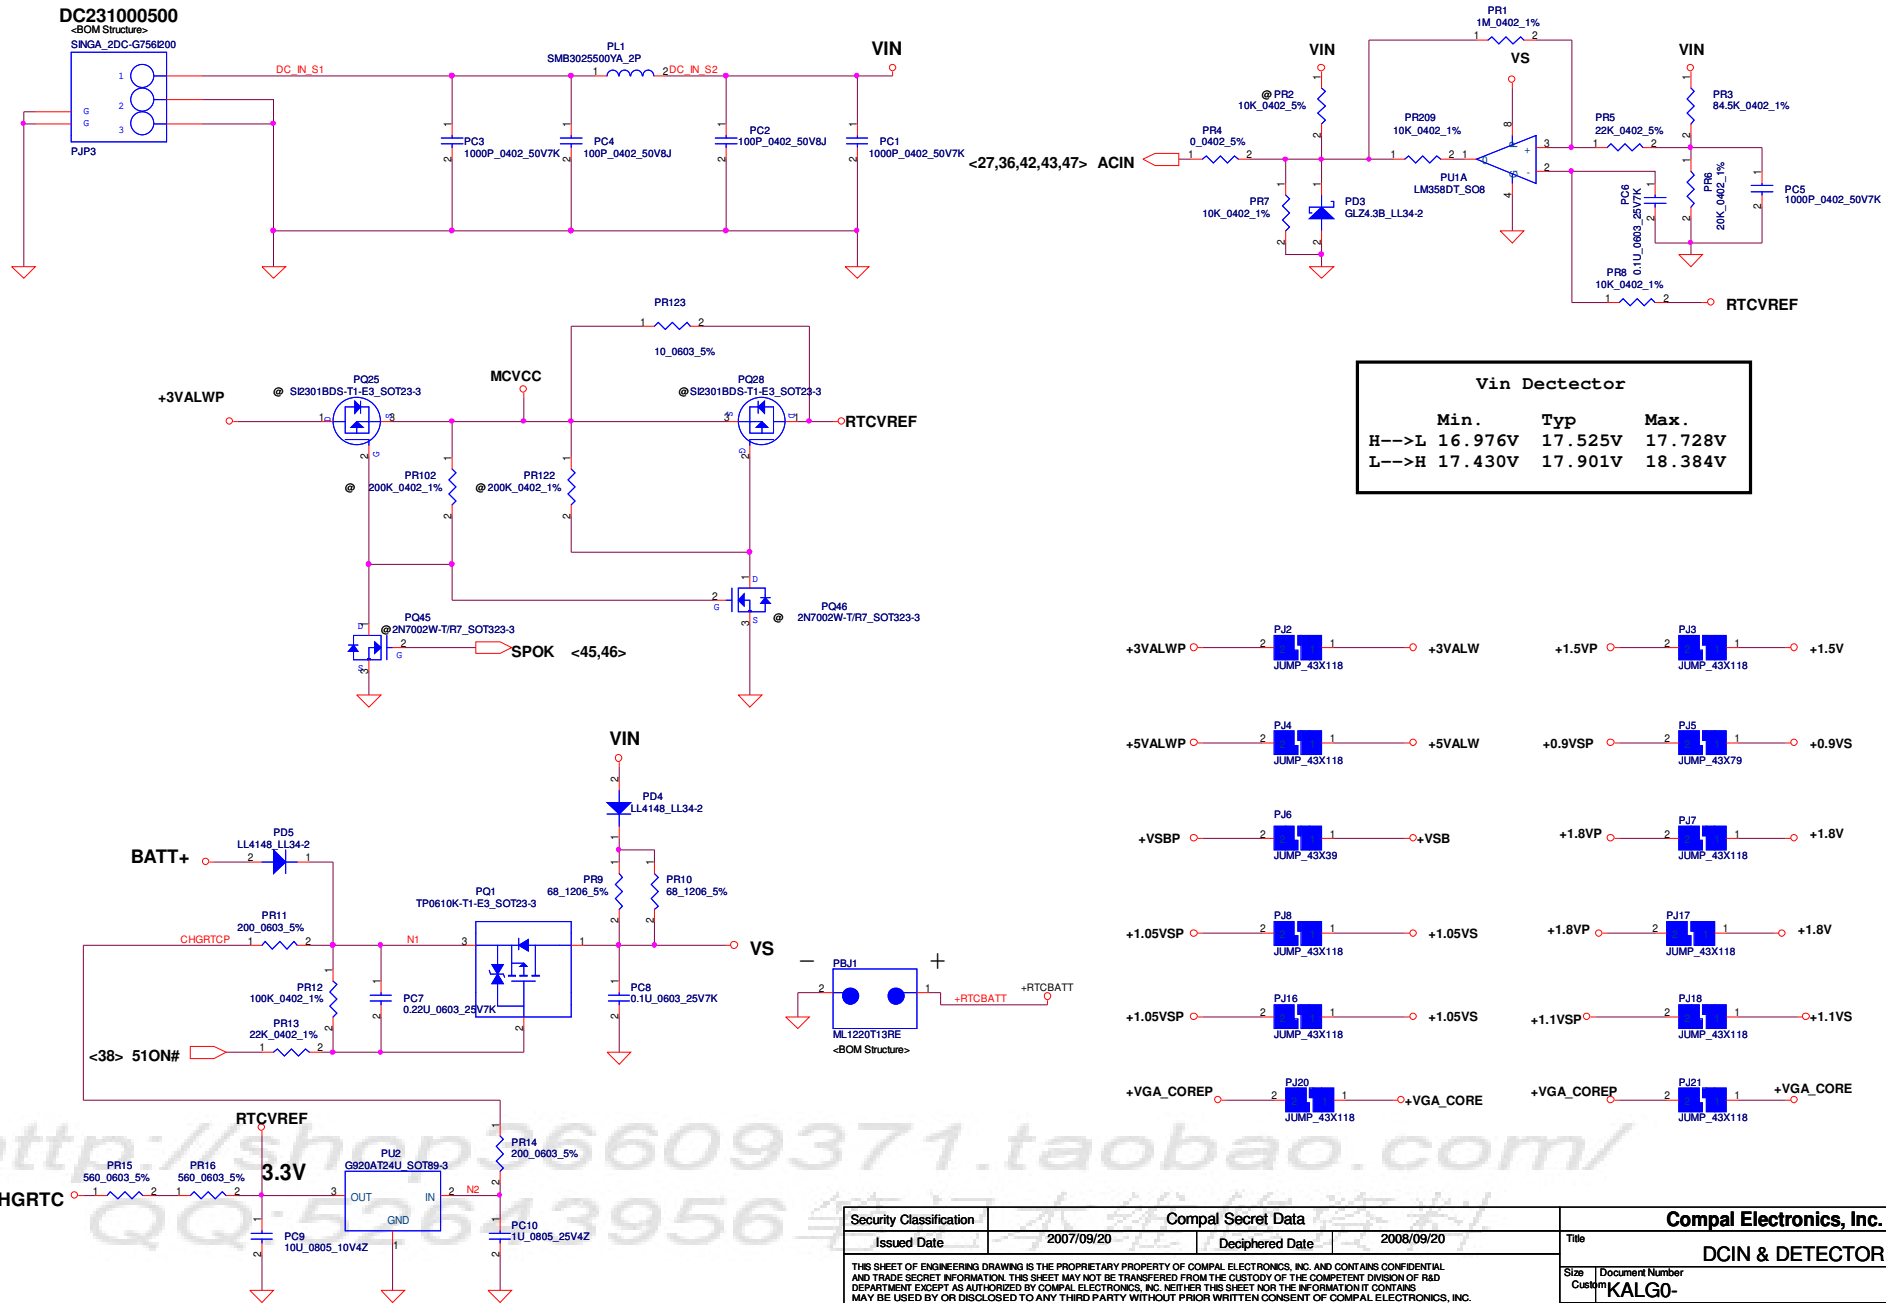 DC231000500
<BOM Structure>
SINGA_2DC-G756I200
1
2
3
G
G
PJP3
DC_IN_S1
PL1
SMB3025500YA_2P
1 2
DC_IN_S2
VIN
PC3
1000P_0402_50V7K
PC4
100P_0402_50V8J
PC2
100P_0402_50V8J
PC1
1000P_0402_50V7K
PR1
1M_0402_1%
1 2
VIN
VS
VIN
@ PR2
10K_0402_5%
PR3
84.5K_0402_1%
PR4
0_0402_5%
PR209
10K_0402_1%
PR5
22K_0402_5%
<27,36,42,43,47> ACIN
PU1A
LM358DT_SO8
PR7
10K_0402_1%
PD3
GLZ4.3B_LL34-2
PC6
0.1U_0603_25V7K
PR6
20K_0402_1%
PC5
1000P_0402_50V7K
PR8
10K_0402_1%
RTCVREF
PR123
10_0603_5%
+3VALWP
PQ25
@ SI2301BDS-T1-E3_SOT23-3
MCVCC
PQ28
@ SI2301BDS-T1-E3_SOT23-3
RTCVREF
PR102
@ 200K_0402_1%
PR122
@ 200K_0402_1%
PQ45
@ 2N7002W-T/R7_SOT323-3
SPOK <45,46>
PQ46
@ 2N7002W-T/R7_SOT323-3
Vin Dectector
Min. Typ Max.
H-->L 16.976V 17.525V 17.728V
L-->H 17.430V 17.901V 18.384V
+3VALWP
PJ2
JUMP_43X118
+3VALW
+1.5VP
PJ3
JUMP_43X118
+1.5V
+5VALWP
PJ4
JUMP_43X118
+5VALW
+0.9VSP
PJ5
JUMP_43X79
+0.9VS
+VSBP
PJ6
JUMP_43X39
+VSB
+1.8VP
PJ7
JUMP_43X118
+1.8V
+1.05VSP
PJ8
JUMP_43X118
+1.05VS
+1.8VP
PJ17
JUMP_43X118
+1.8V
+1.05VSP
PJ16
JUMP_43X118
+1.05VS
+1.1VSP
PJ18
JUMP_43X118
+1.1VS
+VGA_COREP
PJ20
JUMP_43X118
+VGA_CORE
+VGA_COREP
PJ21
JUMP_43X118
+VGA_CORE
VIN
PD4
LL4148_LL34-2
BATT+
PD5
LL4148_LL34-2
PR9
68_1206_5%
PR10
68_1206_5%
PQ1
TP0610K-T1-E3_SOT23-3
PR11
200_0603_5%
CHGRTCP
N1
VS
PR12
100K_0402_1%
PC7
0.22U_0603_25V7K
PC8
0.1U_0603_25V7K
PR13
22K_0402_1%
<38> 51ON#
PBJ1
- +
ML1220T13RE
<BOM Structure>
+RTCBATT
+RTCBATT
RTCVREF
3.3V
PR14
200_0603_5%
PR15
560_0603_5%
PR16
560_0603_5%
PU2
G920AT24U_SOT89-3
OUT IN
GND
N2
HGRTC
PC9
10U_0805_10V4Z
PC10
1U_0805_25V4Z
ttp://shop36609371.taobao.com/
Security Classification
Compal Secret Data
Issued Date
2007/09/20
Deciphered Date
2008/09/20
THIS SHEET OF ENGINEERING DRAWING IS THE PROPRIETARY PROPERTY OF COMPAL ELECTRONICS, INC. AND CONTAINS CONFIDENTIAL
AND TRADE SECRET INFORMATION. THIS SHEET MAY NOT BE TRANSFERED FROM THE CUSTODY OF THE COMPETENT DIVISION OF R&D
DEPARTMENT EXCEPT AS AUTHORIZED BY COMPAL ELECTRONICS, INC. NEITHER THIS SHEET NOR THE INFORMATION IT CONTAINS
MAY BE USED BY OR DISCLOSED TO ANY THIRD PARTY WITHOUT PRIOR WRITTEN CONSENT OF COMPAL ELECTRONICS, INC.
Compal Electronics, Inc.
Title
DCIN & DETECTOR
Size
Custom
Document Number
KALG0-